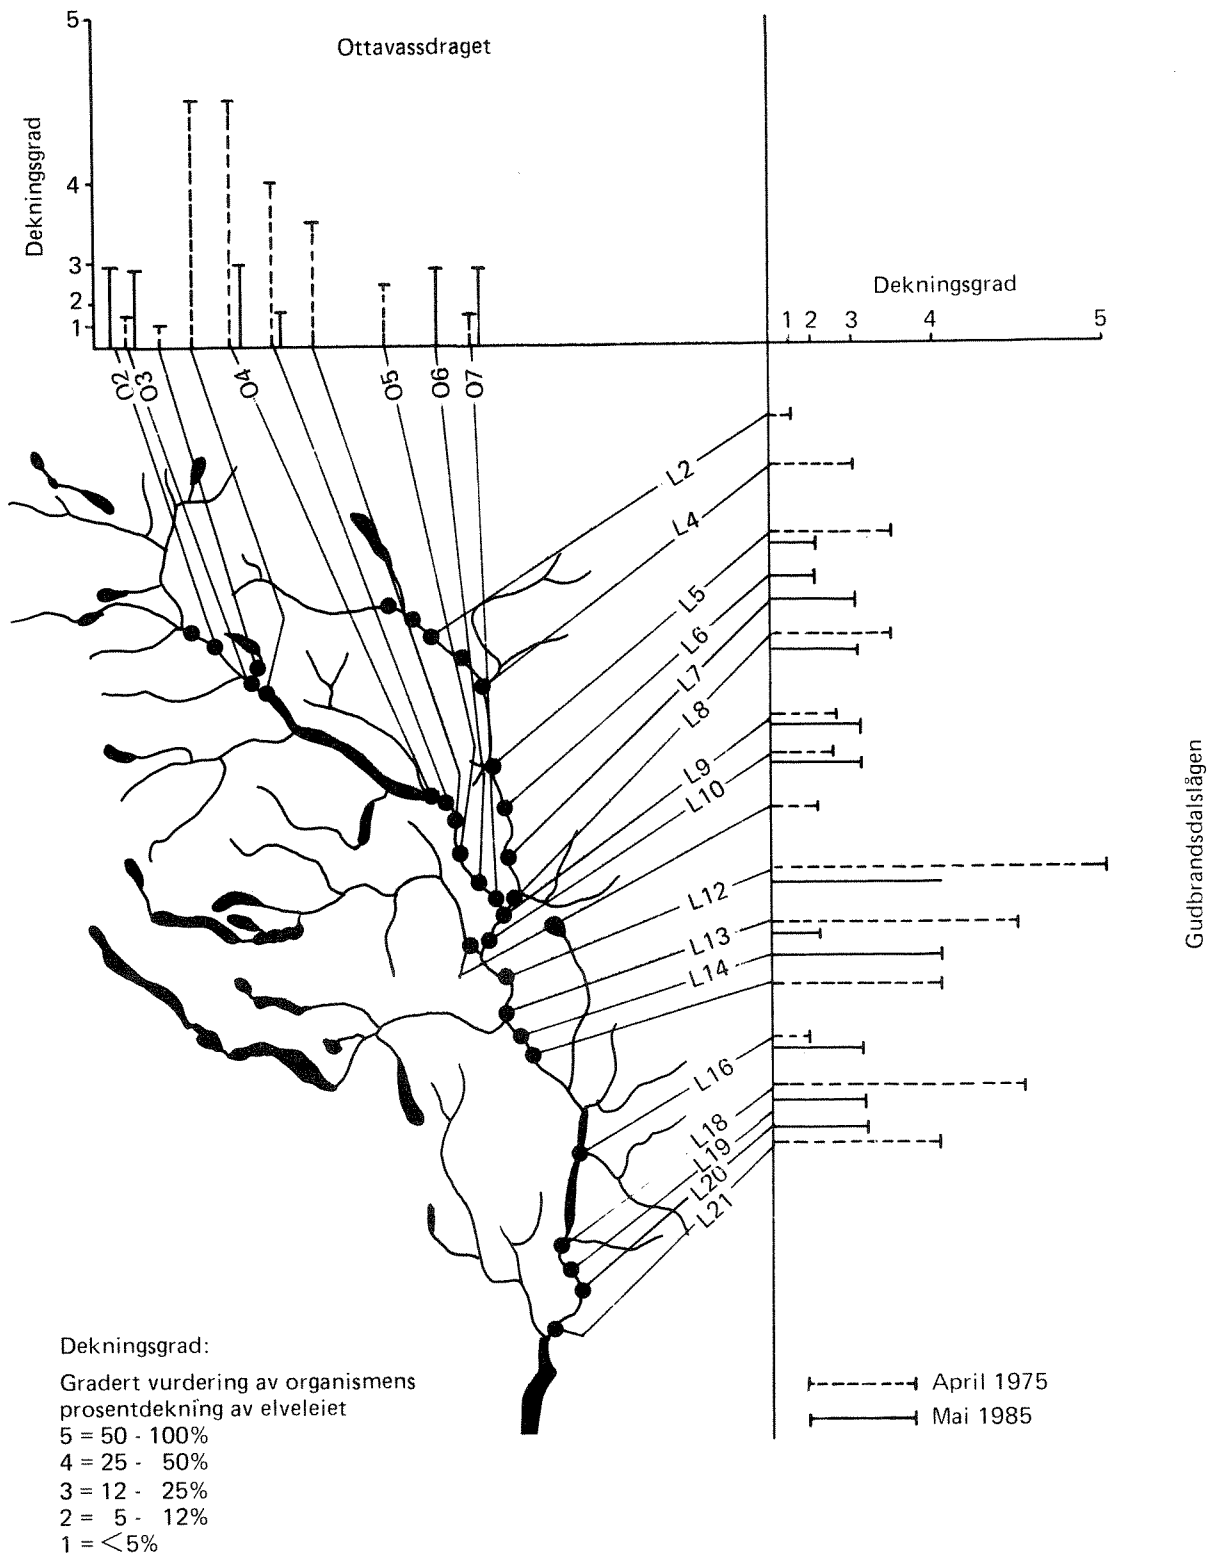 Ottavassdraget
Dekningsgrad
5
4
3
2
1
O2
O3
O4
O5
O6
O7
Dekningsgrad
1 2 3 4 5
L2
L4
L5
L6
L7
L8
L9
L10
L12
L13
L14
L16
L18
L19
L20
L21
Gudbrandsdalslågen
Dekningsgrad:
Gradert vurdering av organismens
prosentdekning av elveleiet
5 = 50 - 100%
4 = 25 - 50%
3 = 12 - 25%
2 = 5 - 12%
1 = <5%
April 1975
Mai 1985